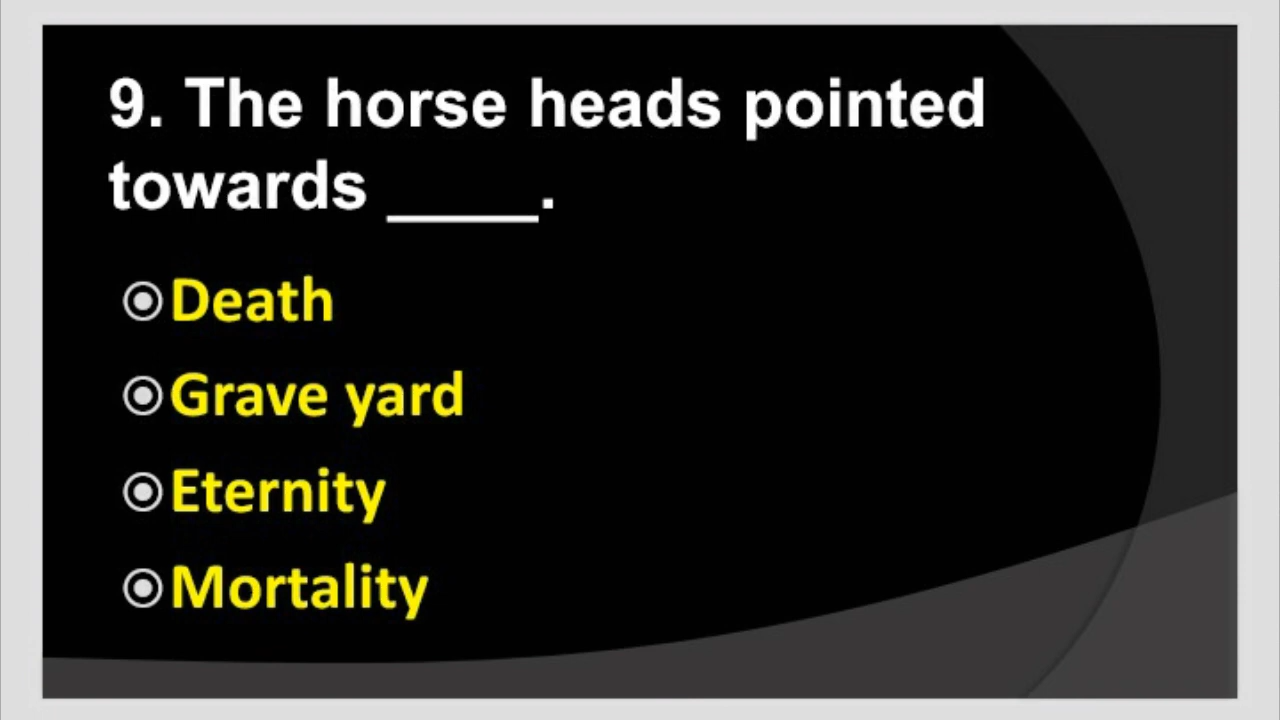 9. The horse heads pointed
towards ____.
Death
Grave yard
Eternity
Mortality